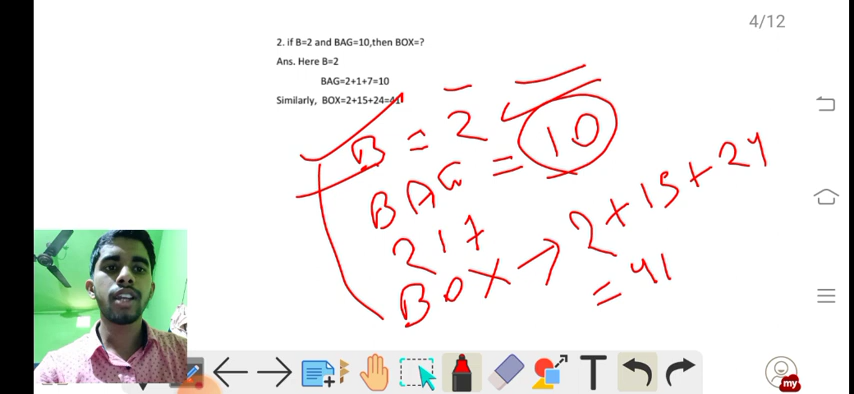 4/12
2. if B=2 and BAG=10,then BOX=?
Ans. Here B=2
BAG=2+1+7=10
Similarly, BOX=2+15+24=41
B = 2
BAG = 10
2 1 7
BOX → 2+15+24
= 41
T
my